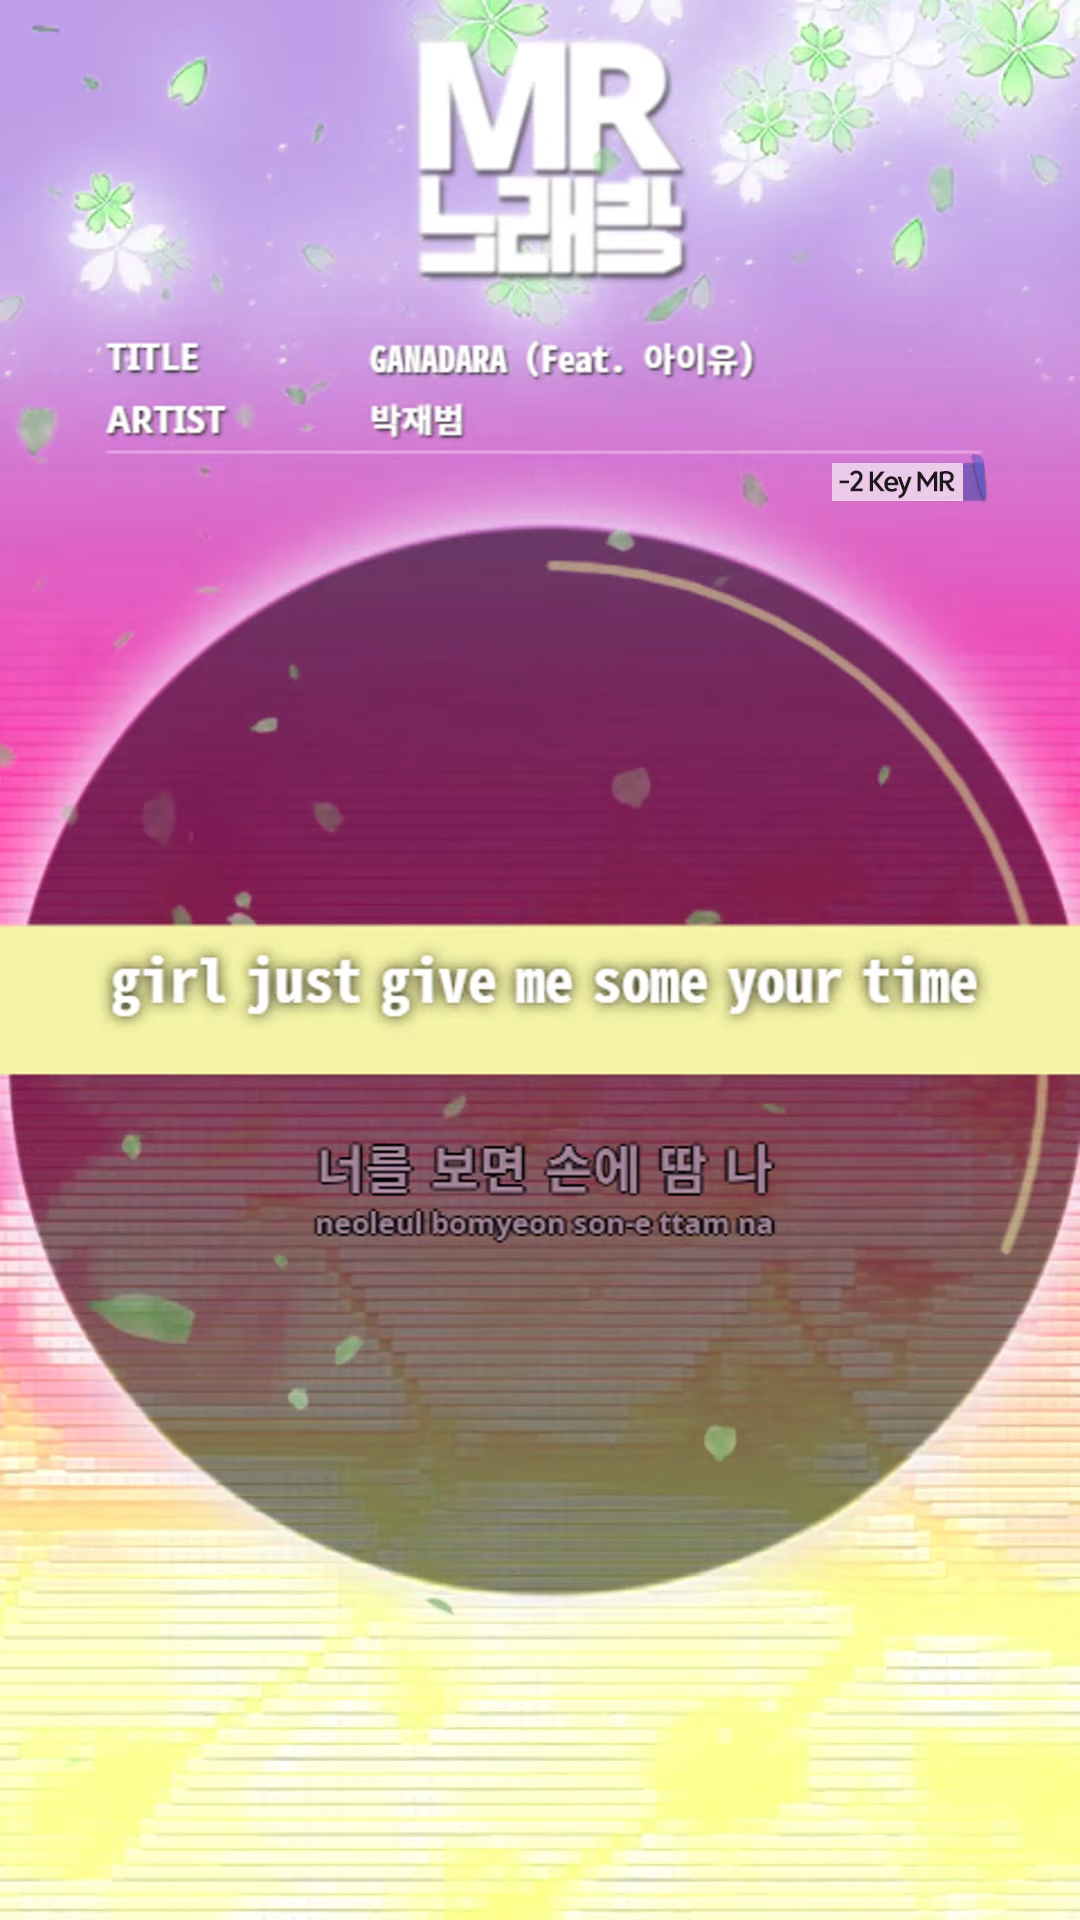 MR
노래방
TITLE GANADARA (Feat. 아이유)
ARTIST 박재범
-2 Key MR
girl just give me some your time
너를 보면 손에 땀 나
neoleul bomyeon son-e ttam na